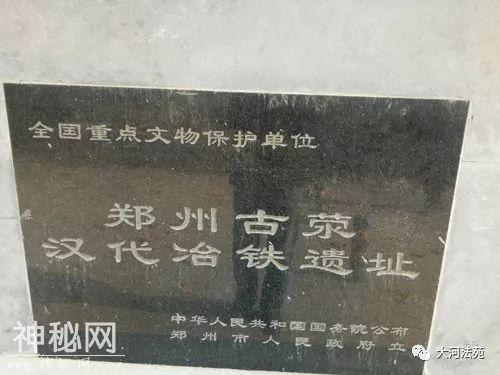 全国重点文物保护单位
郑州古荥
汉代冶铁遗址
中华人民共和国国务院公布
郑州市人民政府立
神秘网
大河法苑